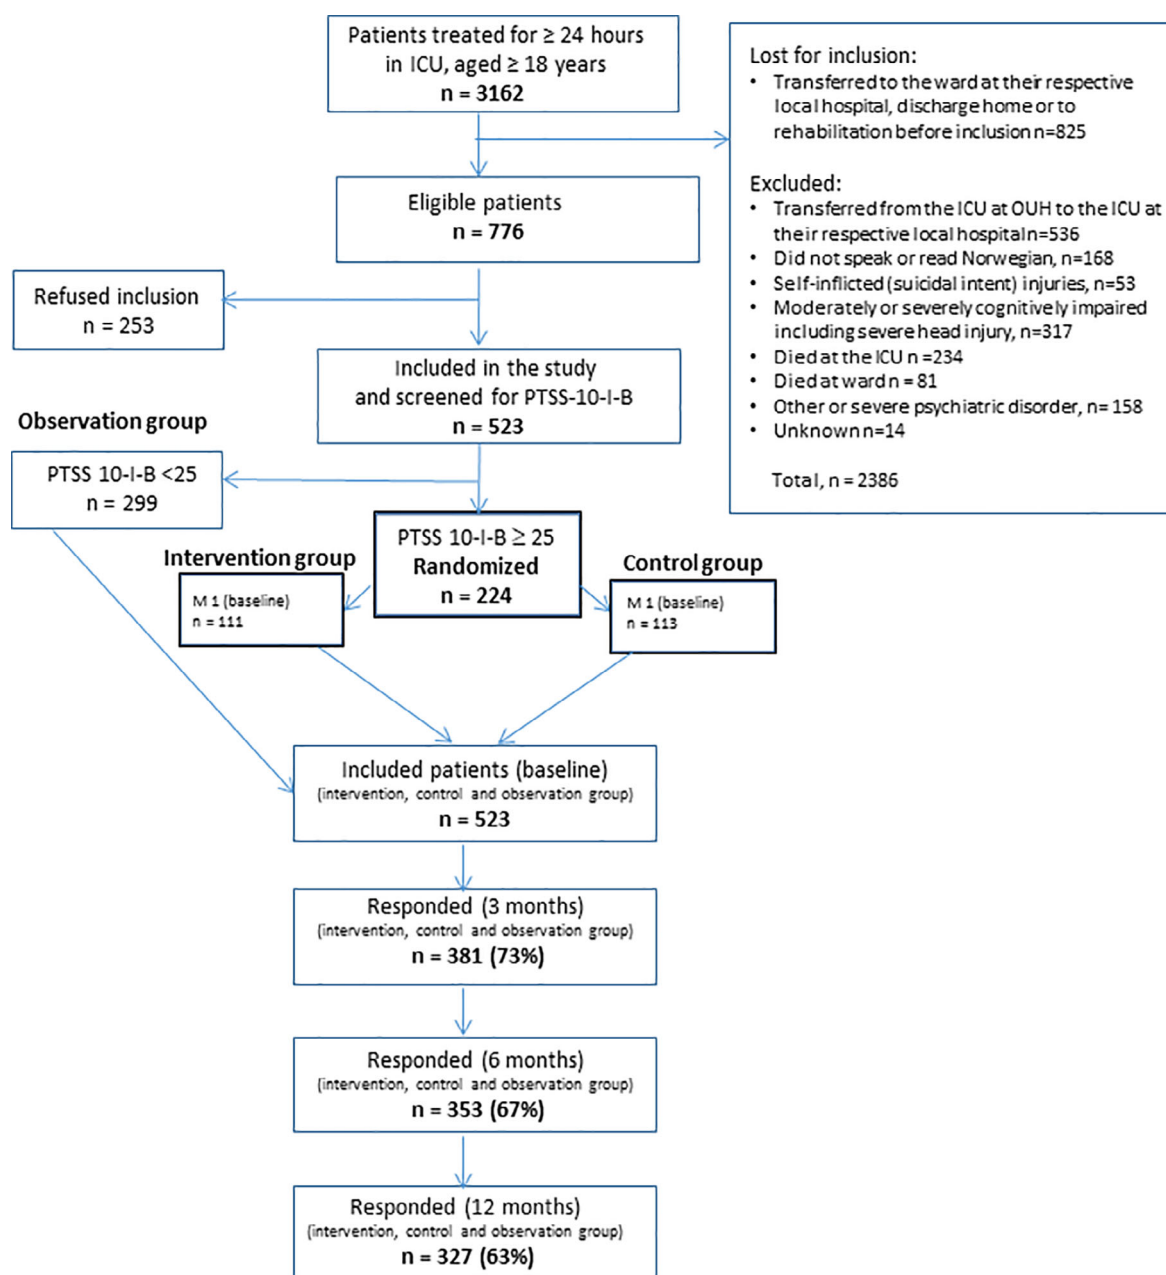 Patients treated for ≥ 24 hours
in ICU, aged ≥ 18 years
n = 3162
Lost for inclusion:
• Transferred to the ward at their respective
local hospital, discharge home or to
rehabilitation before inclusion n=825
Excluded:
• Transferred from the ICU at OUH to the ICU at
their respective local hospital n=536
• Did not speak or read Norwegian, n=168
• Self-inflicted (suicidal intent) injuries, n=53
• Moderately or severely cognitively impaired
including severe head injury, n=317
• Died at the ICU n =234
• Died at ward n = 81
• Other or severe psychiatric disorder, n= 158
• Unknown n=14
Total, n = 2386
Eligible patients
n = 776
Refused inclusion
n = 253
Included in the study
and screened for PTSS-10-I-B
n = 523
Observation group
PTSS 10-I-B <25
n = 299
PTSS 10-I-B ≥ 25
Randomized
n = 224
Intervention group
M 1 (baseline)
n = 111
Control group
M 1 (baseline)
n = 113
Included patients (baseline)
(intervention, control and observation group)
n = 523
Responded (3 months)
(intervention, control and observation group)
n = 381 (73%)
Responded (6 months)
(intervention, control and observation group)
n = 353 (67%)
Responded (12 months)
(intervention, control and observation group)
n = 327 (63%)